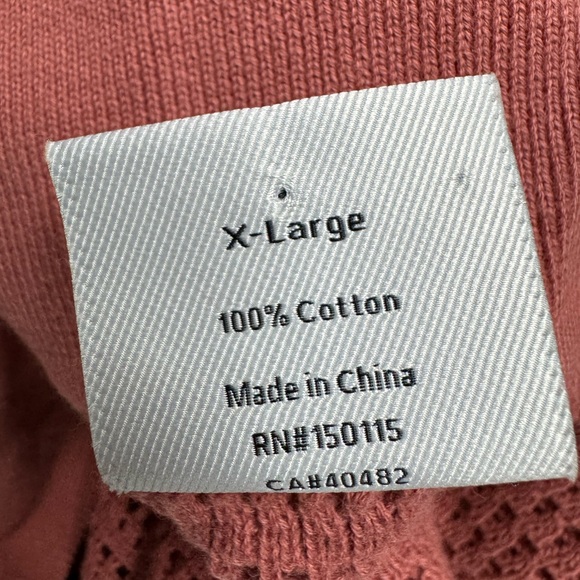 X-Large
100% Cotton
Made in China
RN#150115
CA#40482